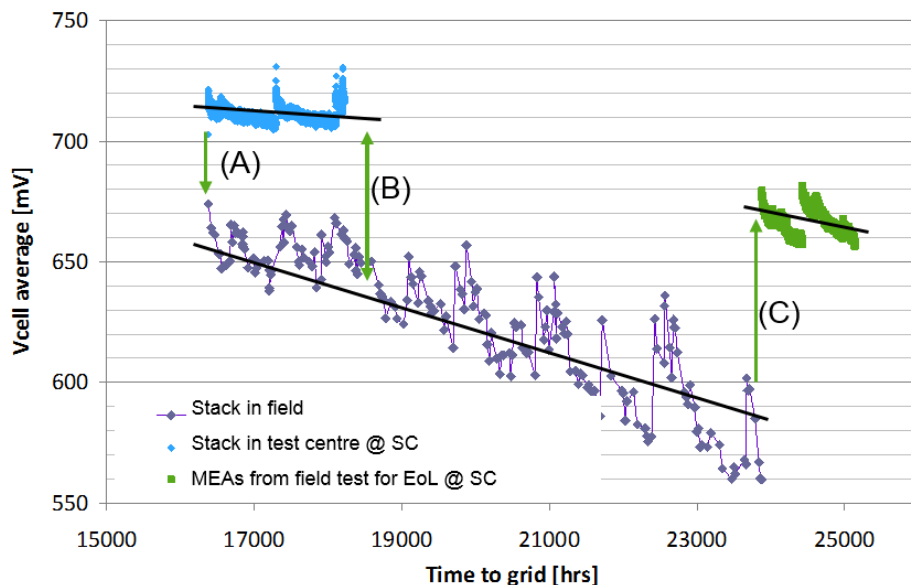 750
700
650
600
550
Vcell average [mV]
(A)
(B)
(C)
Stack in field
Stack in test centre @ SC
MEAs from field test for EoL @ SC
15000 17000 19000 21000 23000 25000
Time to grid [hrs]